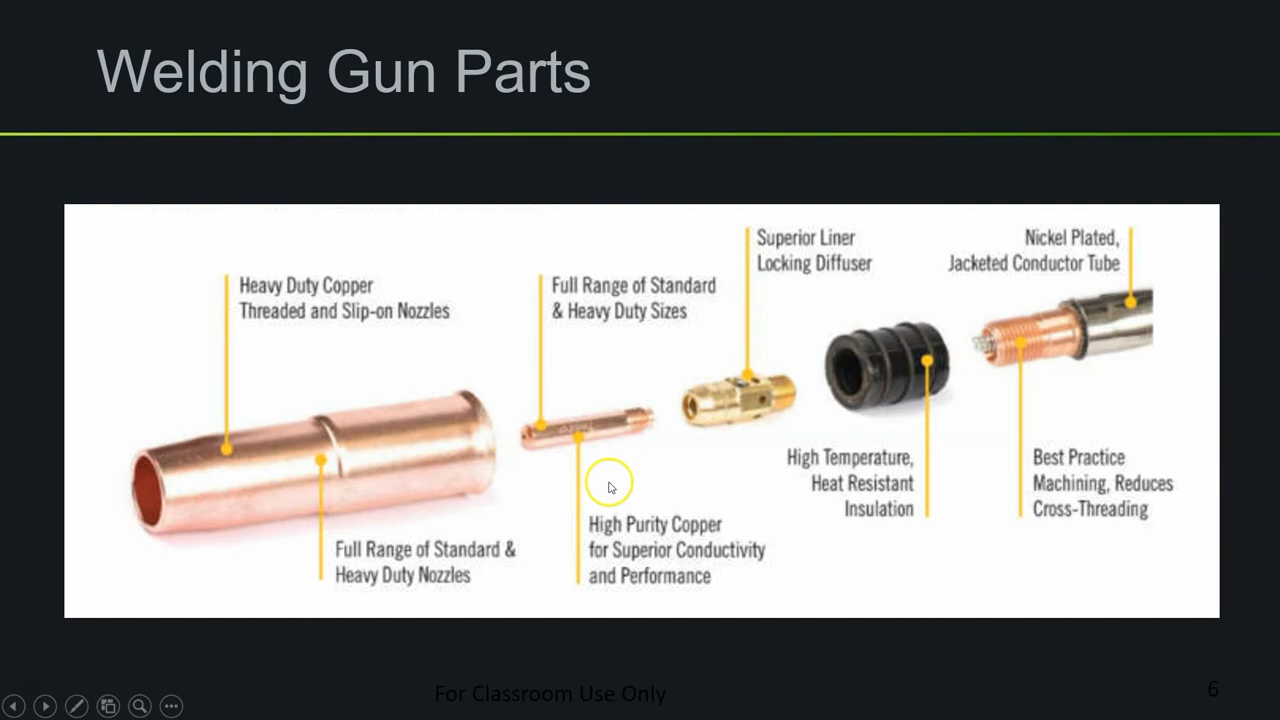 Welding Gun Parts
Superior Liner
Locking Diffuser
Nickel Plated,
Jacketed Conductor Tube
Heavy Duty Copper
Threaded and Slip-on Nozzles
Full Range of Standard
& Heavy Duty Sizes
High Temperature,
Heat Resistant
Insulation
Best Practice
Machining, Reduces
Cross-Threading
Full Range of Standard &
Heavy Duty Nozzles
High Purity Copper
for Superior Conductivity
and Performance
For Classroom Use Only
6